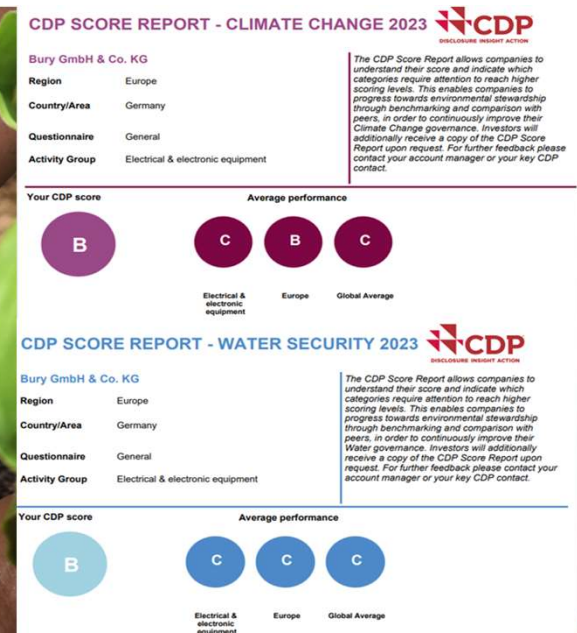 CDP SCORE REPORT - CLIMATE CHANGE 2023
CDP
DISCLOSURE INSIGHT ACTION
Bury GmbH & Co. KG
Region Europe
Country/Area Germany
Questionnaire General
Activity Group Electrical & electronic equipment
The CDP Score Report allows companies to
understand their score and indicate which
categories require attention to reach higher
scoring levels. This enables companies to
progress towards environmental stewardship
through benchmarking and comparison with
peers, in order to continuously improve their
Climate Change governance. Investors will
additionally receive a copy of the CDP Score
Report upon request. For further feedback please
contact your account manager or your key CDP
contact.
Your CDP score
Average performance
B
C B C
Electrical &
electronic
equipment
Europe
Global Average
CDP SCORE REPORT - WATER SECURITY 2023
CDP
DISCLOSURE INSIGHT ACTION
Bury GmbH & Co. KG
Region Europe
Country/Area Germany
Questionnaire General
Activity Group Electrical & electronic equipment
The CDP Score Report allows companies to
understand their score and indicate which
categories require attention to reach higher
scoring levels. This enables companies to
progress towards environmental stewardship
through benchmarking and comparison with
peers, in order to continuously improve their
Water governance. Investors will additionally
receive a copy of the CDP Score Report upon
request. For further feedback please contact your
account manager or your key CDP contact.
Your CDP score
Average performance
B
C C C
Electrical &
electronic
equipment
Europe
Global Average